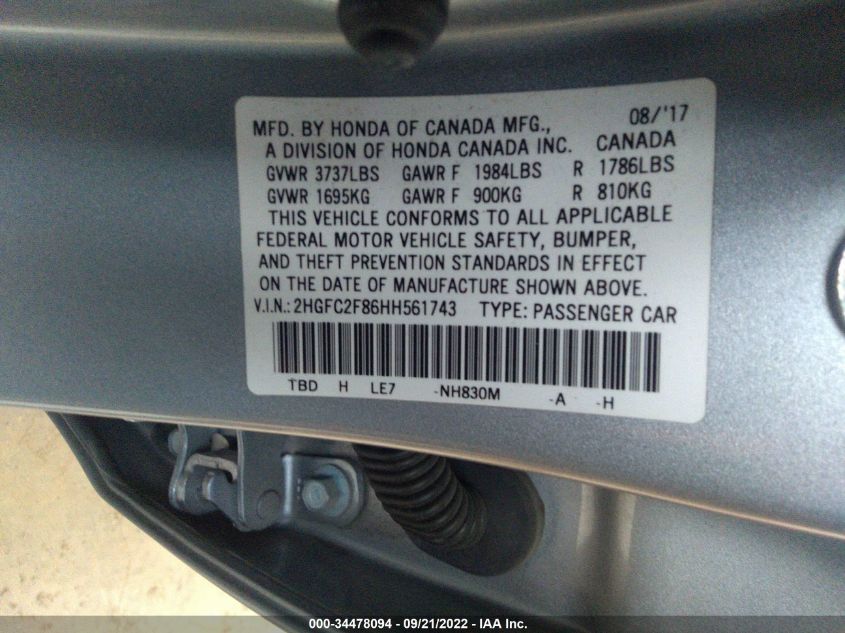 08/'17
MFD. BY HONDA OF CANADA MFG.,
A DIVISION OF HONDA CANADA INC. CANADA
GVWR 3737LBS GAWR F 1984LBS R 1786LBS
GVWR 1695KG GAWR F 900KG R 810KG
THIS VEHICLE CONFORMS TO ALL APPLICABLE
FEDERAL MOTOR VEHICLE SAFETY, BUMPER,
AND THEFT PREVENTION STANDARDS IN EFFECT
ON THE DATE OF MANUFACTURE SHOWN ABOVE.
V.I.N.: 2HGFC2F86HH561743 TYPE: PASSENGER CAR
TBD H LE7 -NH830M -A -H
000-34478094 - 09/21/2022 - IAA Inc.